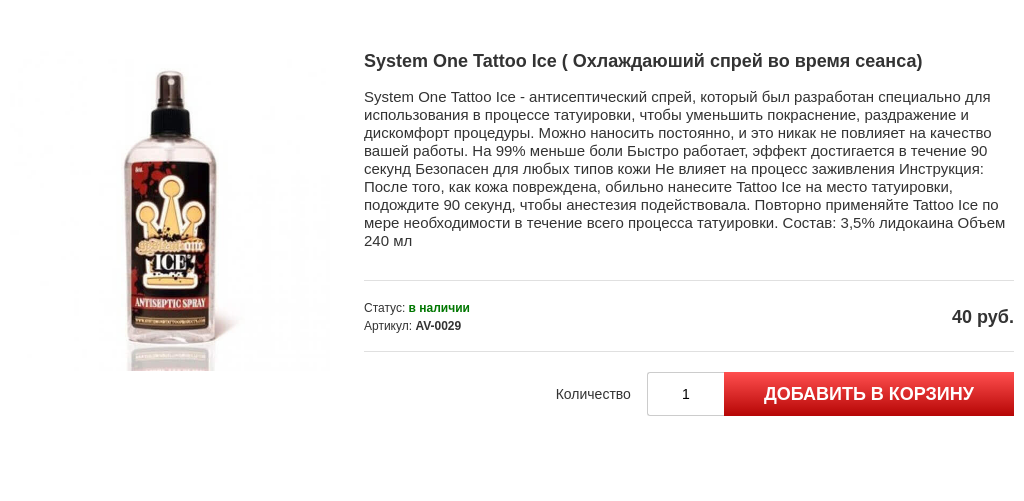 System One Tattoo Ice ( Охлаждаюший спрей во время сеанса)
System One Tattoo Ice - антисептический спрей, который был разработан специально для
использования в процессе татуировки, чтобы уменьшить покраснение, раздражение и
дискомфорт процедуры. Можно наносить постоянно, и это никак не повлияет на качество
вашей работы. На 99% меньше боли Быстро работает, эффект достигается в течение 90
секунд Безопасен для любых типов кожи Не влияет на процесс заживления Инструкция:
После того, как кожа повреждена, обильно нанесите Tattoo Ice на место татуировки,
подождите 90 секунд, чтобы анестезия подействовала. Повторно применяйте Tattoo Ice по
мере необходимости в течение всего процесса татуировки. Состав: 3,5% лидокаина Объем
240 мл
Статус: в наличии
Артикул: AV-0029
40 руб.
Количество 1 ДОБАВИТЬ В КОРЗИНУ
system one
ICE
ANTISEPTIC SPRAY